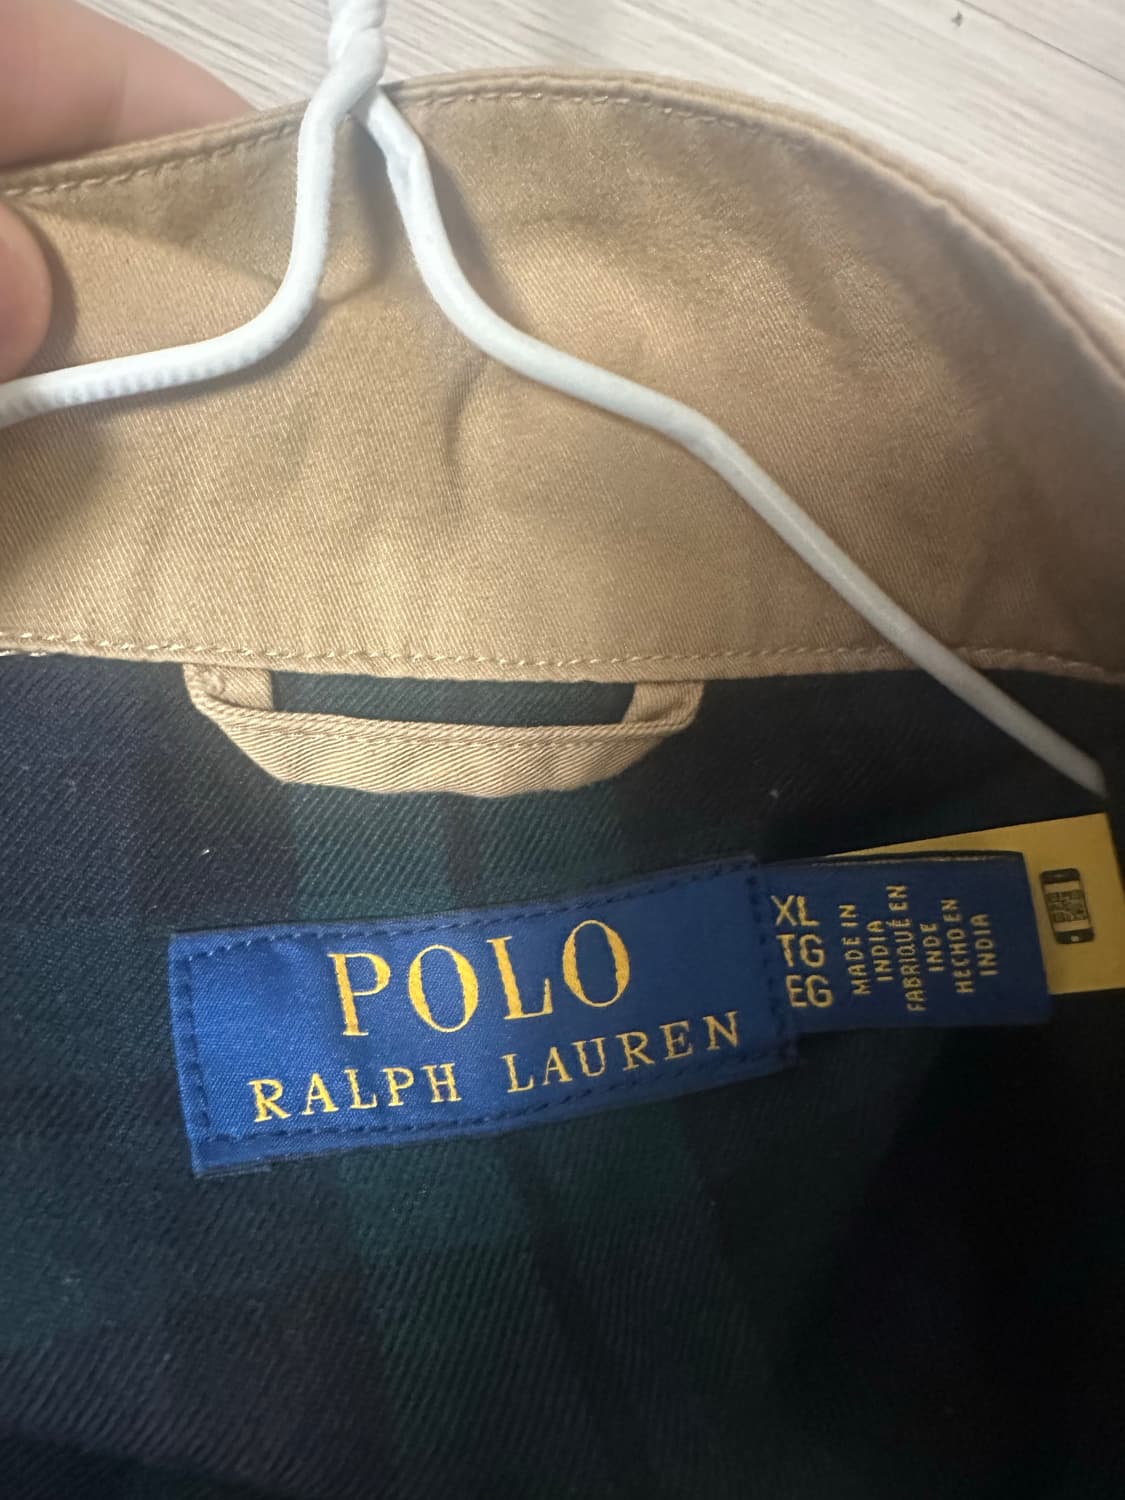 POLO
RALPH LAUREN
XL
TG
EG
MADE IN
INDIA
FABRIQUÉ EN
INDE
HECHO EN
INDIA